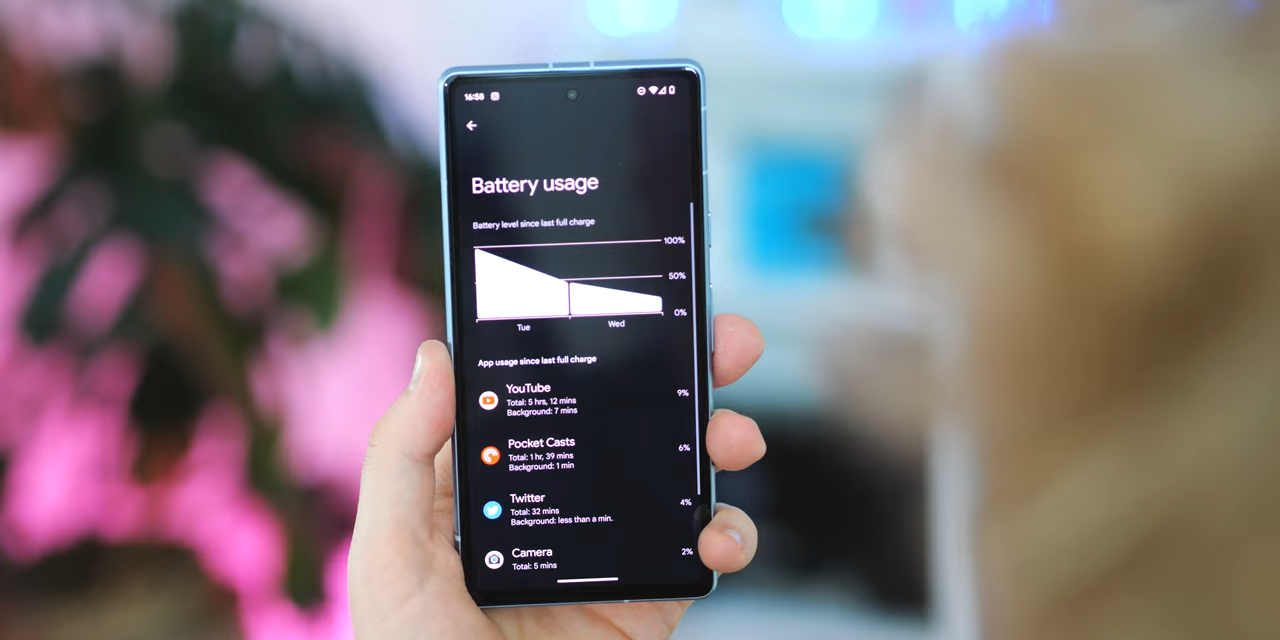 16:58
Battery usage
Battery level since last full charge
100%
50%
0%
Tue Wed
App usage since last full charge
YouTube
Total: 5 hrs, 12 mins
Background: 7 mins
9%
Pocket Casts
Total: 1 hr, 39 mins
Background: 1 min
6%
Twitter
Total: 32 mins
Background: less than a min.
4%
Camera
Total: 5 mins
2%